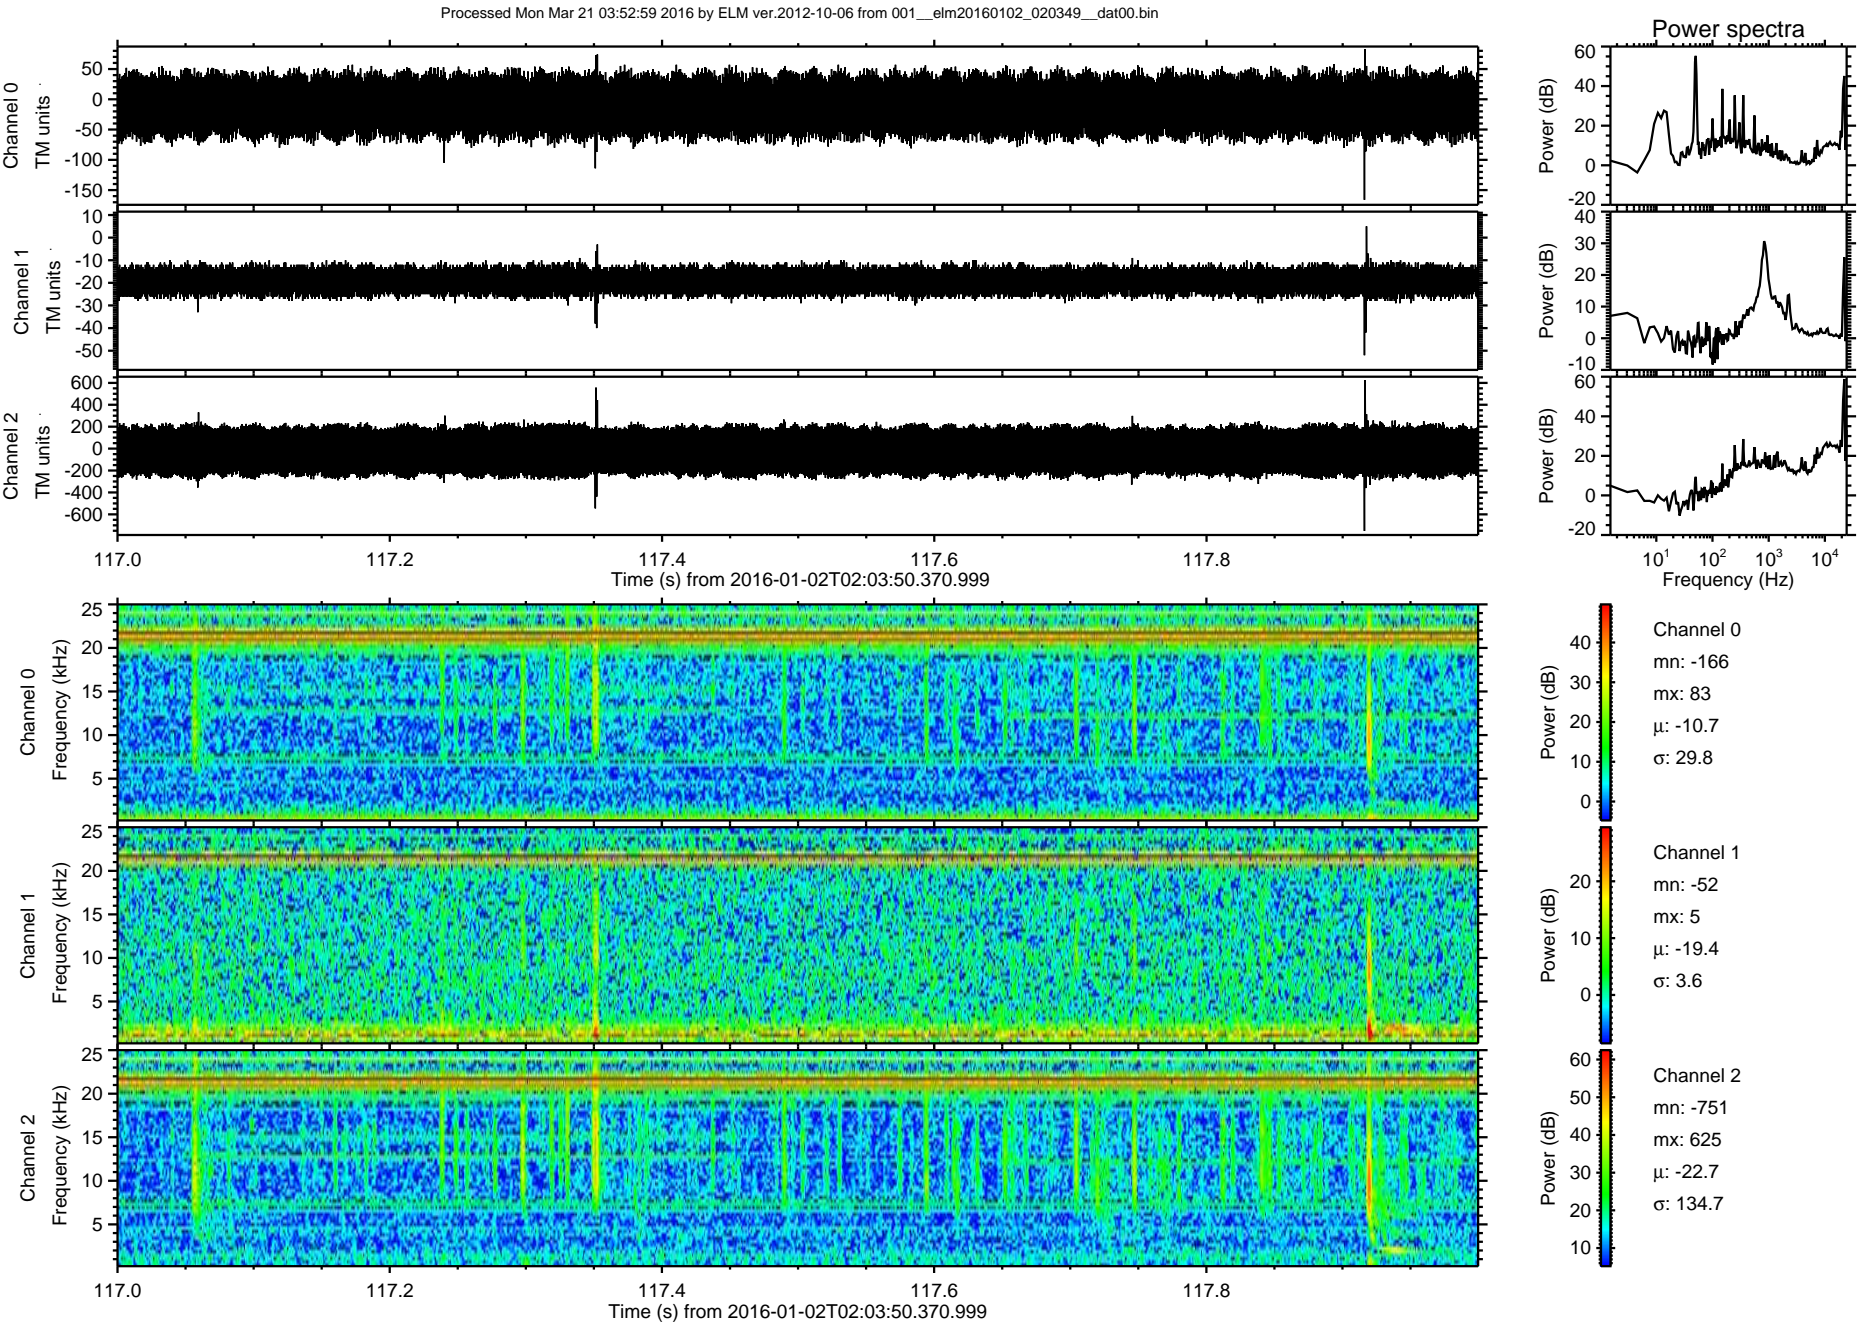 Processed Mon Mar 21 03:52:59 2016 by ELM ver.2012-10-06 from 001__elm20160102_020349__dat00.bin
Power spectra
Channel 0
TM units
50
0
-50
-100
-150
Power (dB)
60
40
20
0
-20
Channel 1
TM units
10
0
-10
-20
-30
-40
-50
Power (dB)
40
30
20
10
0
-10
Channel 2
TM units
600
400
200
0
-200
-400
-600
Power (dB)
60
40
20
0
-20
117.0 117.2 117.4 117.6 117.8
Time (s) from 2016-01-02T02:03:50.370.999
10¹ 10² 10³ 10⁴
Frequency (Hz)
Channel 0
Frequency (kHz)
25
20
15
10
5
Power (dB)
40
30
20
10
0
Channel 0
mn: -166
mx: 83
μ: -10.7
σ: 29.8
Channel 1
Frequency (kHz)
25
20
15
10
5
Power (dB)
20
10
0
Channel 1
mn: -52
mx: 5
μ: -19.4
σ: 3.6
Channel 2
Frequency (kHz)
25
20
15
10
5
Power (dB)
60
50
40
30
20
10
Channel 2
mn: -751
mx: 625
μ: -22.7
σ: 134.7
117.0 117.2 117.4 117.6 117.8
Time (s) from 2016-01-02T02:03:50.370.999